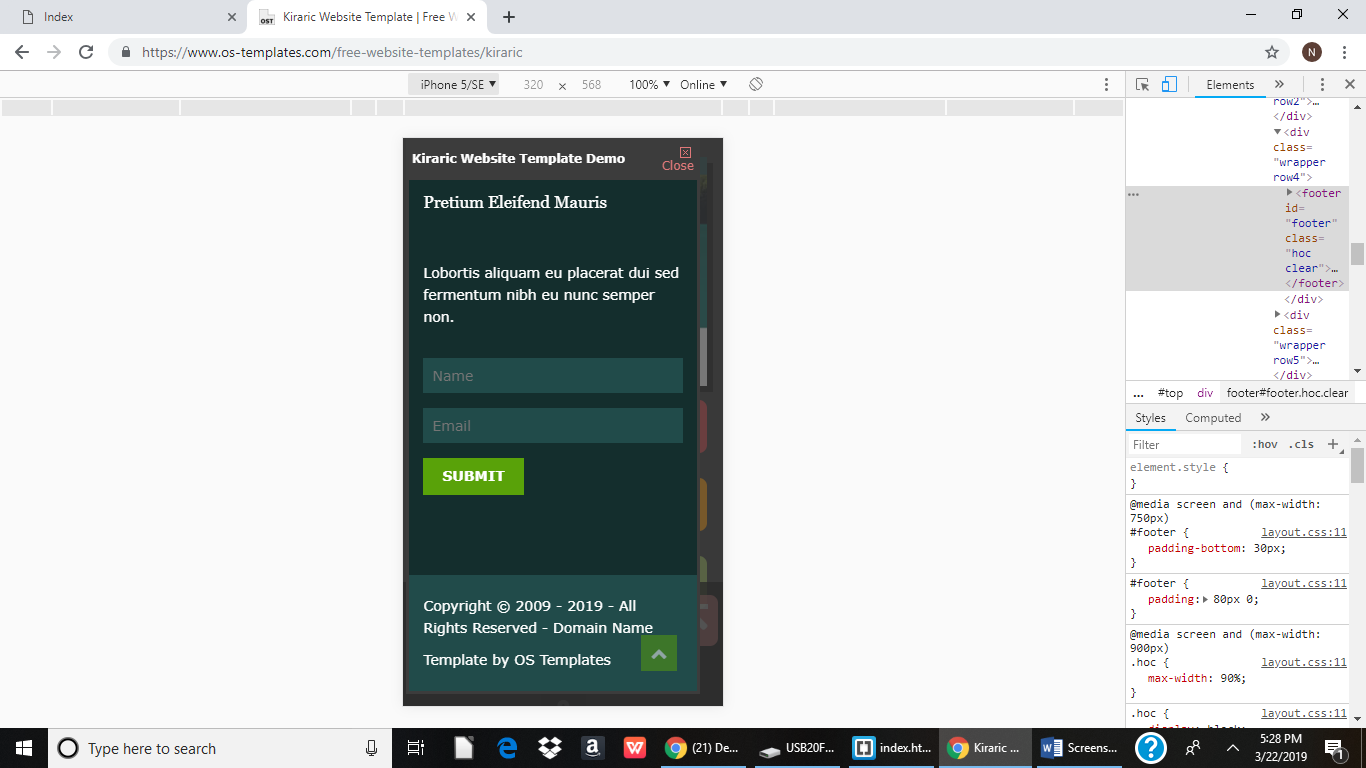 Index
OST
Kiraric Website Template | Free W
https://www.os-templates.com/free-website-templates/kiraric
N
iPhone 5/SE ▼ 320 x 568 100% ▼ Online ▼
Elements »
Kiraric Website Template Demo
Close
Pretium Eleifend Mauris
Lobortis aliquam eu placerat dui sed
fermentum nibh eu nunc semper
non.
Name
Email
SUBMIT
Copyright © 2009 - 2019 - All
Rights Reserved - Domain Name
Template by OS Templates
row2">…
</div>
▼<div
class=
"wrapper
row4">
… ▶<footer
id=
"footer"
class=
"hoc
clear">…
</footer>
</div>
▶<div
class=
"wrapper
row5">…
</div>
… #top div footer#footer.hoc.clear
Styles Computed »
Filter :hov .cls +
element.style {
}
@media screen and (max-width:
750px)
#footer { layout.css:11
padding-bottom: 30px;
}
#footer { layout.css:11
padding:▶ 80px 0;
}
@media screen and (max-width:
900px)
.hoc { layout.css:11
max-width: 90%;
}
.hoc { layout.css:11
display: block;
Type here to search
a
W
(21) De...
USB20F...
index.ht...
Kiraric ...
Screens...
?
5:28 PM
3/22/2019
1